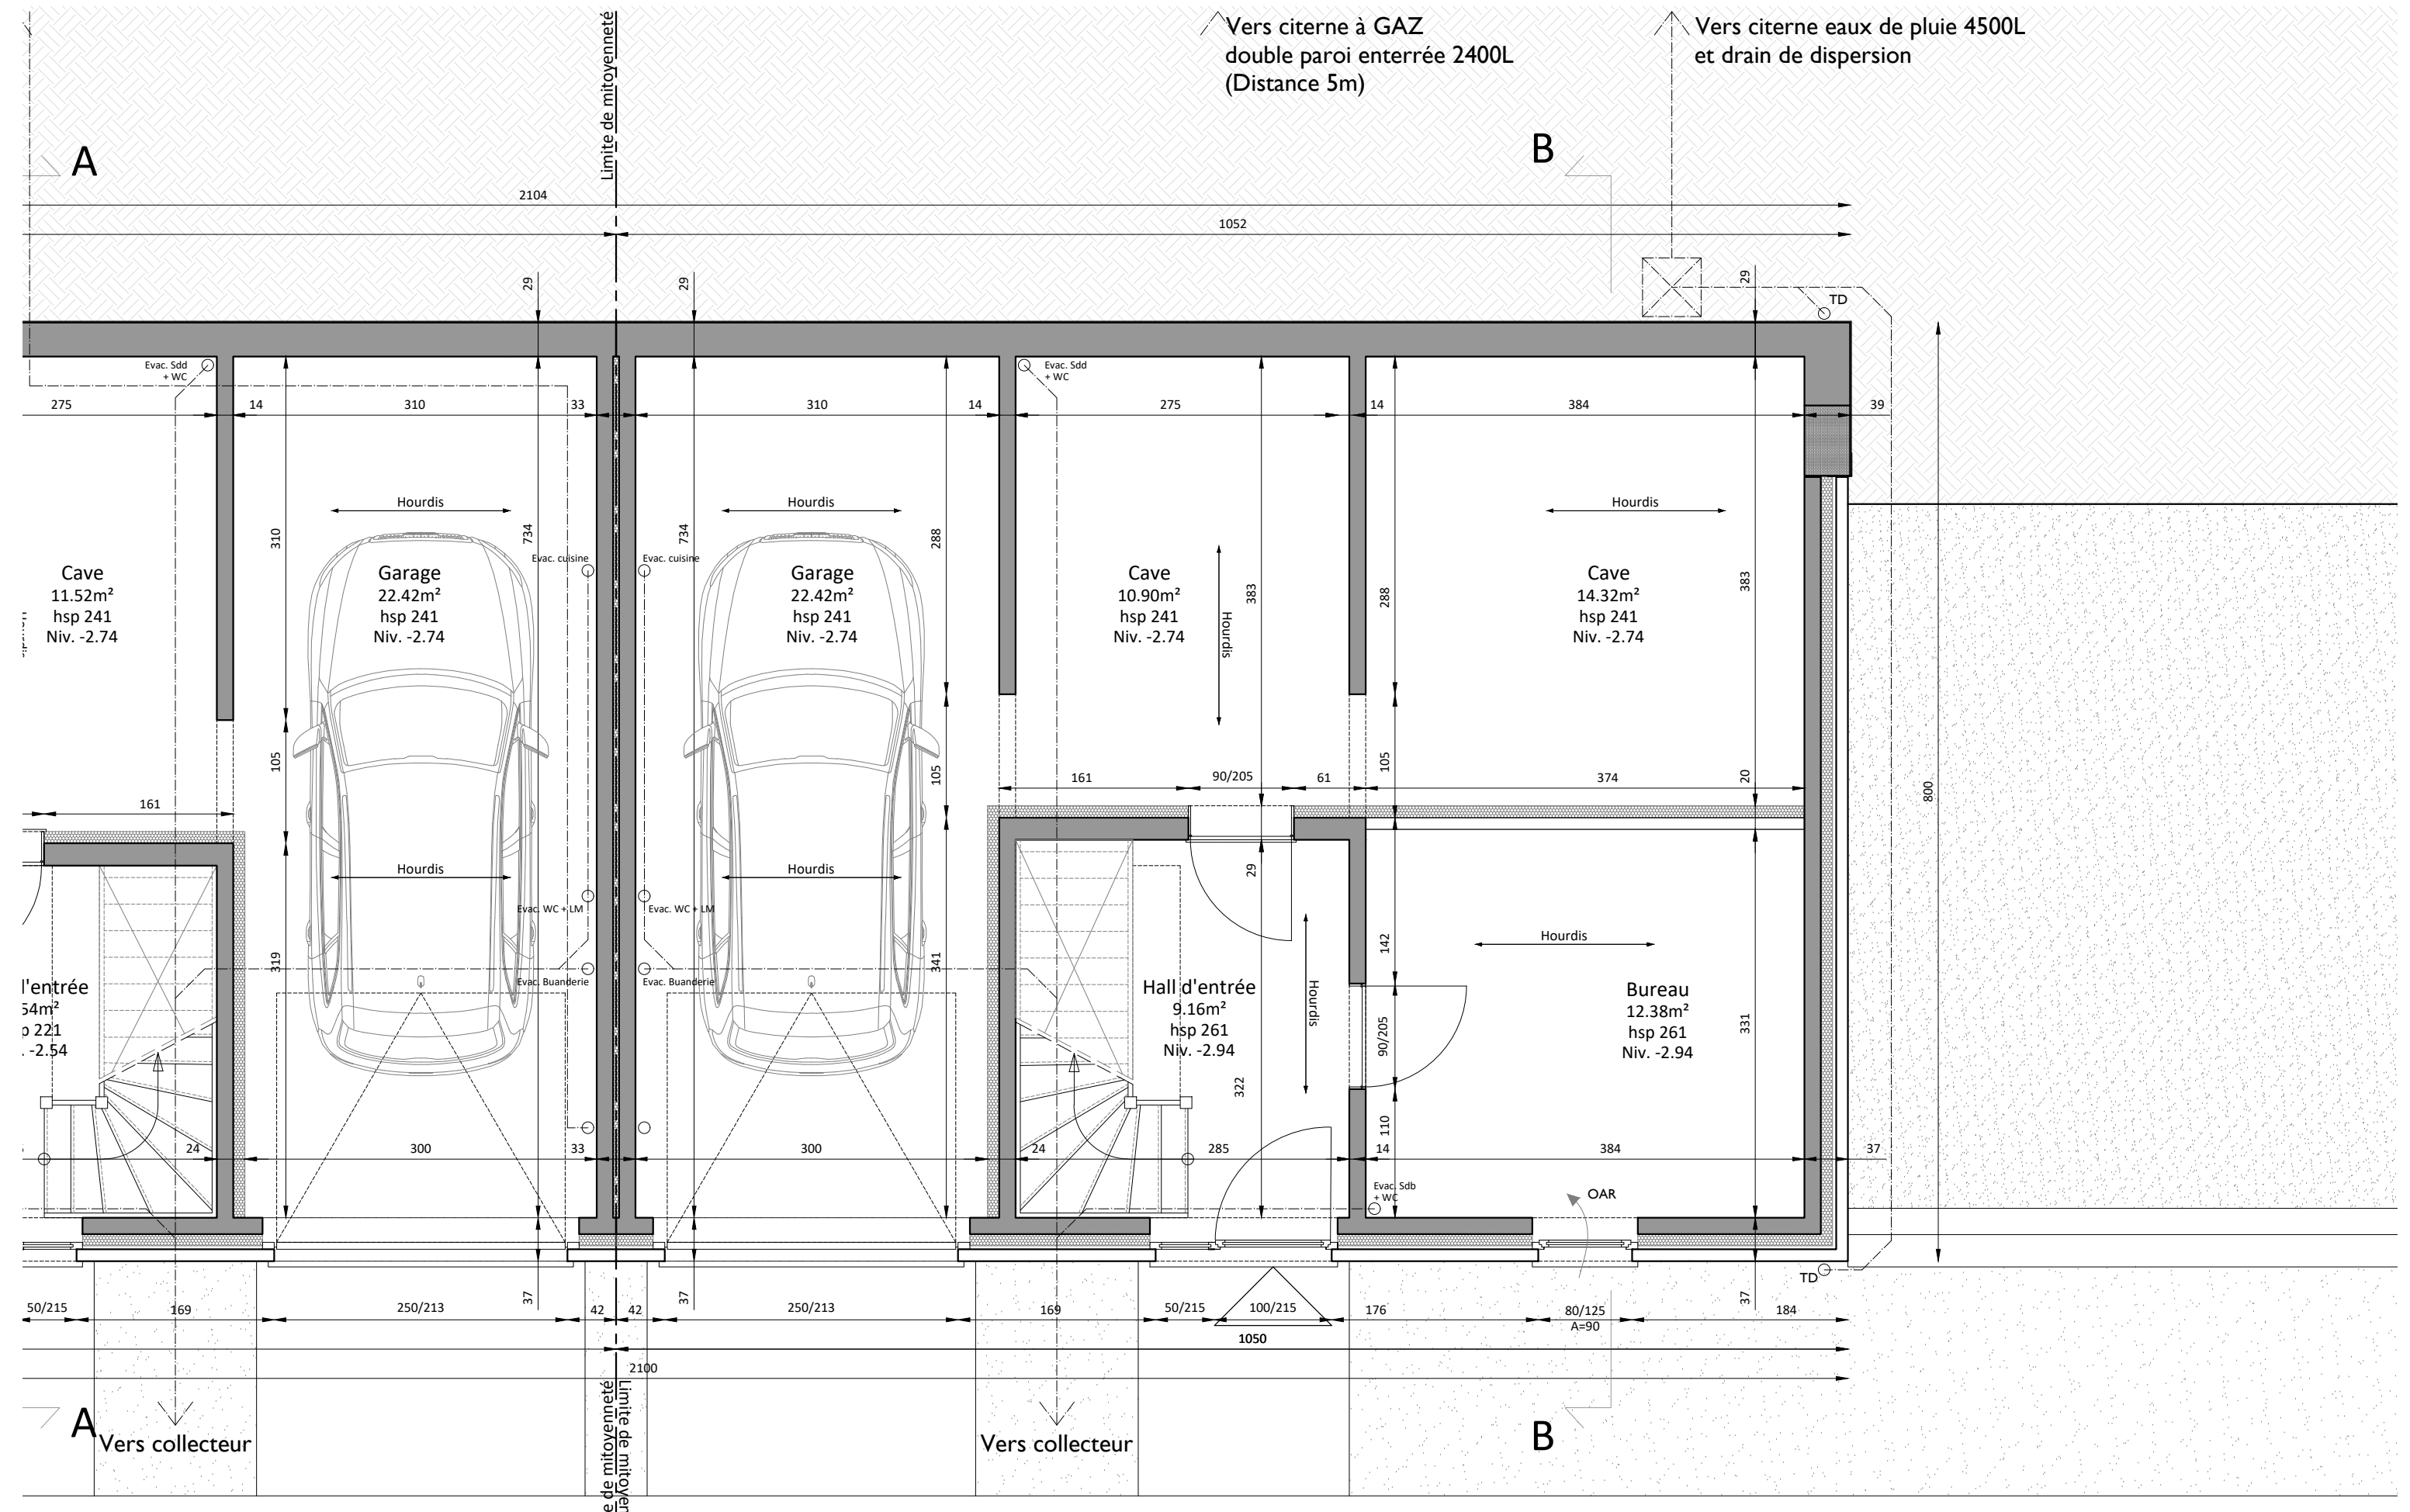 Vers citerne à GAZ
double paroi enterrée 2400L
(Distance 5m)
Vers citerne eaux de pluie 4500L
et drain de dispersion
Limite de mitoyenneté
A
B
2104
1052
29
29
29
TD
Evac. Sdd
+ WC
Evac. Sdd
+ WC
275
14
310
33
310
14
275
14
384
39
Hourdis
Hourdis
Hourdis
310
734
734
288
383
288
383
Evac. cuisine
Evac. cuisine
Cave
11.52m²
hsp 241
Niv. -2.74
Garage
22.42m²
hsp 241
Niv. -2.74
Garage
22.42m²
hsp 241
Niv. -2.74
Cave
10.90m²
hsp 241
Niv. -2.74
Hourdis
Cave
14.32m²
hsp 241
Niv. -2.74
105
105
105
20
800
161
161
90/205
61
374
Hourdis
Hourdis
29
Evac. WC + LM
Evac. WC + LM
319
341
142
Hourdis
331
l'entrée
54m²
p 221
. -2.54
Evac. Buanderie
Evac. Buanderie
Hall d'entrée
9.16m²
hsp 261
Niv. -2.94
Hourdis
90/205
Bureau
12.38m²
hsp 261
Niv. -2.94
322
110
24
300
33
300
24
285
14
384
37
Evac. Sdb
+ WC
OAR
TD
37
37
37
50/215
169
250/213
42
42
250/213
169
50/215
100/215
176
80/125
A=90
184
1050
2100
A
Vers collecteur
e de mitoyenneté
Limite de mitoyen
Vers collecteur
B